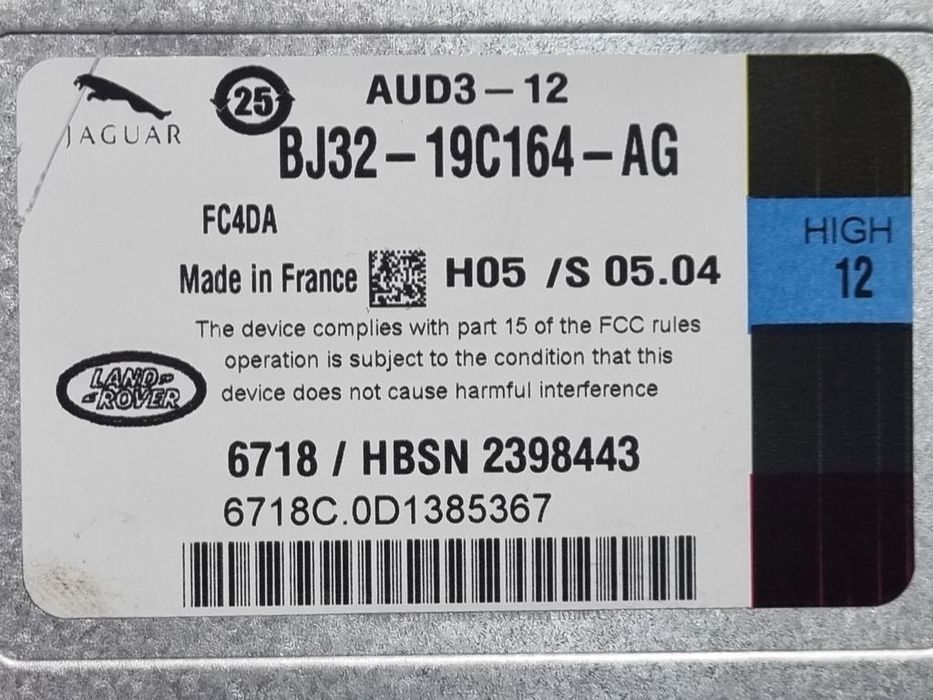 JAGUAR
25
AUD3-12
BJ32-19C164-AG
FC4DA
Made in France
H05 /S 05.04
HIGH
12
The device complies with part 15 of the FCC rules
operation is subject to the condition that this
device does not cause harmful interference
LAND
ROVER
6718 / HBSN 2398443
6718C.0D1385367